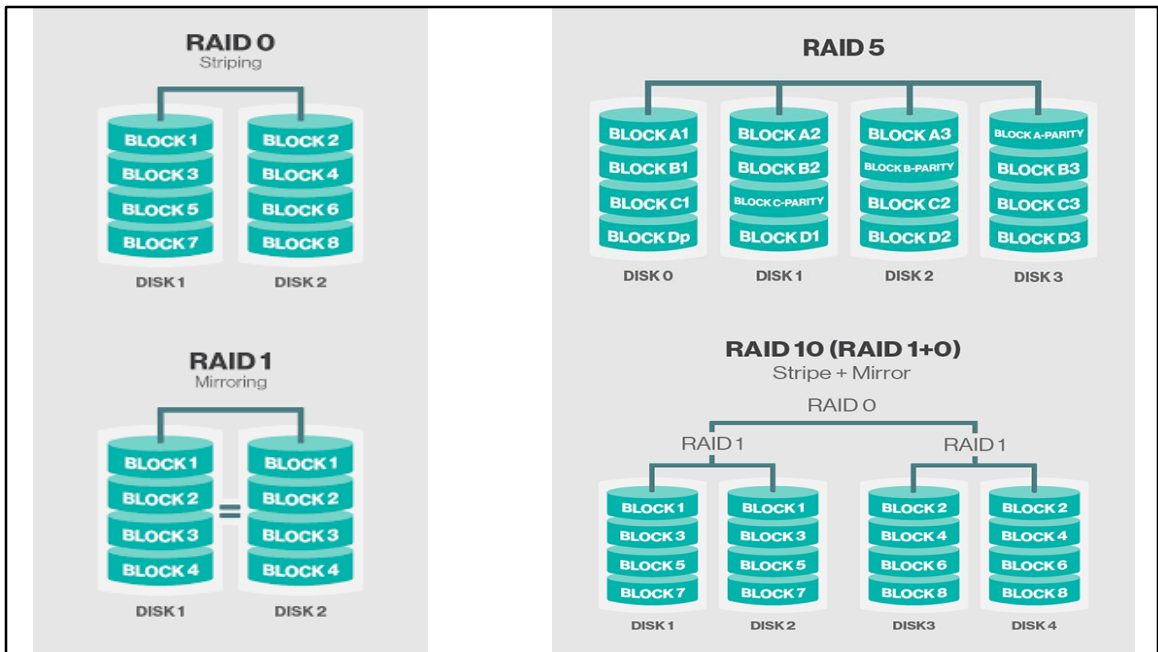 RAID 0
Striping
BLOCK 1 BLOCK 2
BLOCK 3 BLOCK 4
BLOCK 5 BLOCK 6
BLOCK 7 BLOCK 8
DISK 1 DISK 2
RAID 1
Mirroring
BLOCK 1 BLOCK 1
BLOCK 2 BLOCK 2
=
BLOCK 3 BLOCK 3
BLOCK 4 BLOCK 4
DISK 1 DISK 2
RAID 5
BLOCK A1 BLOCK A2 BLOCK A3 BLOCK A-PARITY
BLOCK B1 BLOCK B2 BLOCK B-PARITY BLOCK B3
BLOCK C1 BLOCK C-PARITY BLOCK C2 BLOCK C3
BLOCK Dp BLOCK D1 BLOCK D2 BLOCK D3
DISK 0 DISK 1 DISK 2 DISK 3
RAID 10 (RAID 1+0)
Stripe + Mirror
RAID 0
RAID 1 RAID 1
BLOCK 1 BLOCK 1 BLOCK 2 BLOCK 2
BLOCK 3 BLOCK 3 BLOCK 4 BLOCK 4
BLOCK 5 BLOCK 5 BLOCK 6 BLOCK 6
BLOCK 7 BLOCK 7 BLOCK 8 BLOCK 8
DISK 1 DISK 2 DISK3 DISK 4